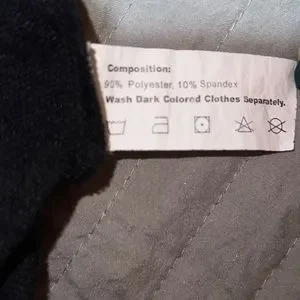 Composition:
90% Polyester, 10% Spandex
Wash Dark Colored Clothes Separately.